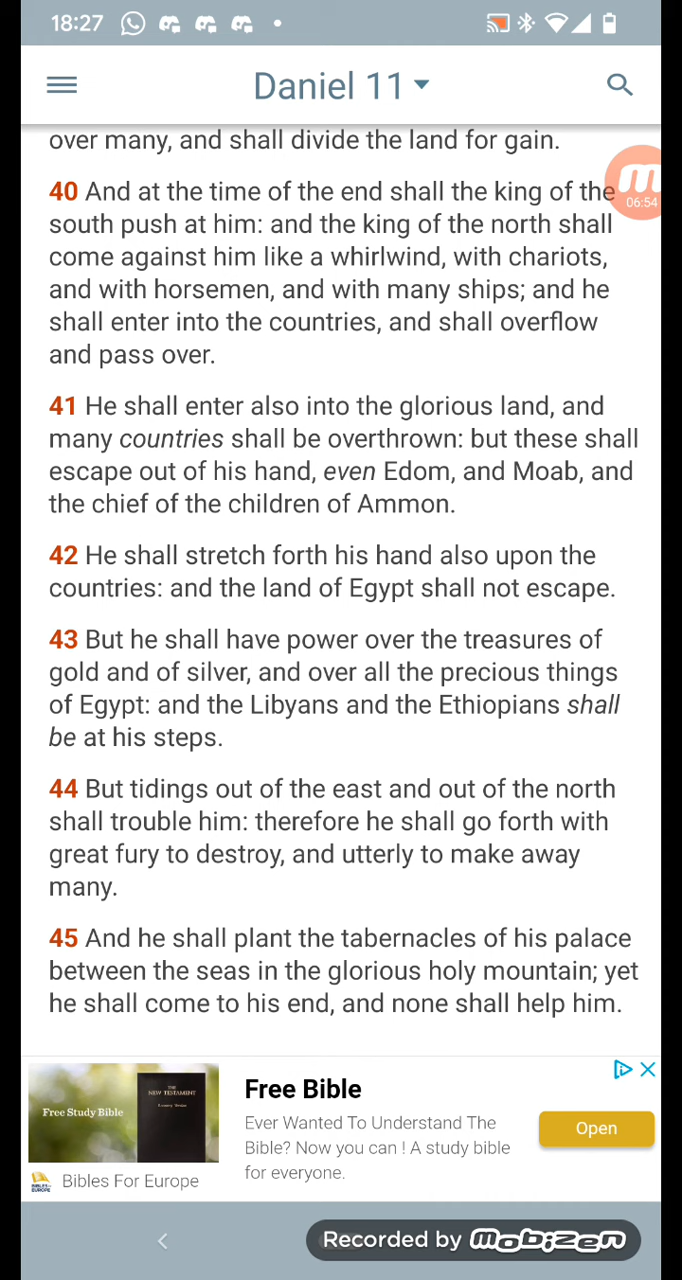 18:27
Daniel 11
over many, and shall divide the land for gain.
40 And at the time of the end shall the king of the
south push at him: and the king of the north shall
come against him like a whirlwind, with chariots,
and with horsemen, and with many ships; and he
shall enter into the countries, and shall overflow
and pass over.
m
06:54
41 He shall enter also into the glorious land, and
many countries shall be overthrown: but these shall
escape out of his hand, even Edom, and Moab, and
the chief of the children of Ammon.
42 He shall stretch forth his hand also upon the
countries: and the land of Egypt shall not escape.
43 But he shall have power over the treasures of
gold and of silver, and over all the precious things
of Egypt: and the Libyans and the Ethiopians shall
be at his steps.
44 But tidings out of the east and out of the north
shall trouble him: therefore he shall go forth with
great fury to destroy, and utterly to make away
many.
45 And he shall plant the tabernacles of his palace
between the seas in the glorious holy mountain; yet
he shall come to his end, and none shall help him.
Free Study Bible
THE
NEW TESTAMENT
Bibles For Europe
Free Bible
Ever Wanted To Understand The
Bible? Now you can ! A study bible
for everyone.
Open
Recorded by mobizen